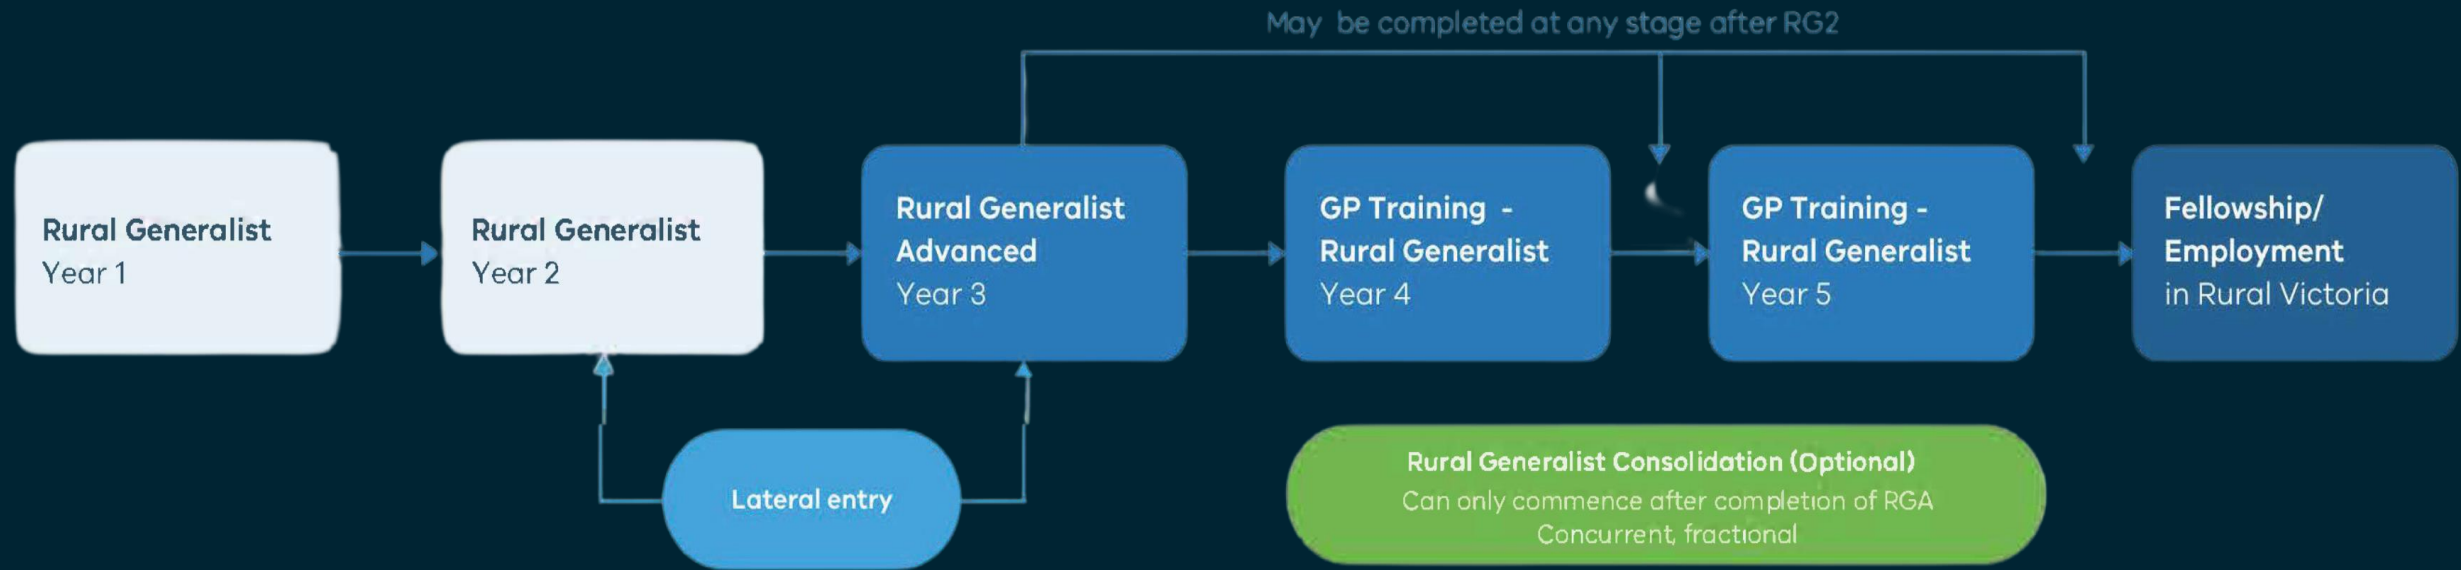 May be completed at any stage after RG2
Rural Generalist
Year 1
Rural Generalist
Year 2
Rural Generalist
Advanced
Year 3
GP Training -
Rural Generalist
Year 4
GP Training -
Rural Generalist
Year 5
Fellowship/
Employment
in Rural Victoria
Lateral entry
Rural Generalist Consolidation (Optional)
Can only commence after completion of RGA
Concurrent, fractional